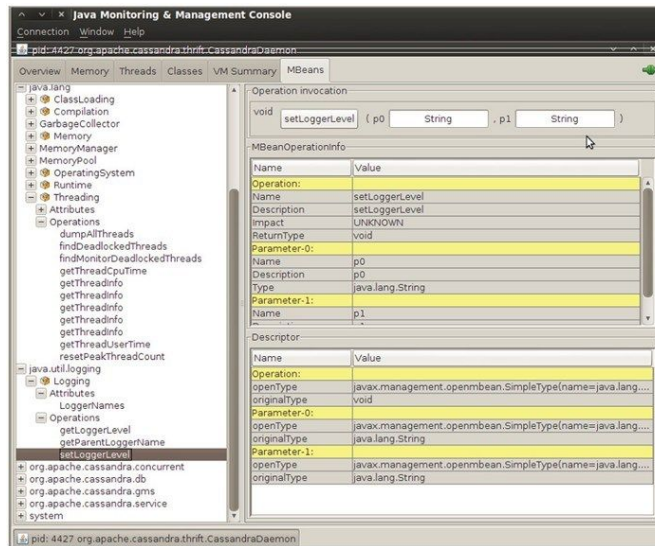 Java Monitoring & Management Console
Connection Window Help
pid: 4427 org.apache.cassandra.thrift.CassandraDaemon
Overview Memory Threads Classes VM Summary MBeans
java.lang
ClassLoading
Compilation
GarbageCollector
Memory
MemoryManager
MemoryPool
OperatingSystem
Runtime
Threading
Attributes
Operations
dumpAllThreads
findDeadlockedThreads
findMonitorDeadlockedThreads
getThreadCpuTime
getThreadInfo
getThreadInfo
getThreadInfo
getThreadInfo
getThreadUserTime
resetPeakThreadCount
java.util.logging
Logging
Attributes
LoggerNames
Operations
getLoggerLevel
getParentLoggerName
setLoggerLevel
org.apache.cassandra.concurrent
org.apache.cassandra.db
org.apache.cassandra.gms
org.apache.cassandra.service
system
Operation invocation
void setLoggerLevel ( p0 String , p1 String )
MBeanOperationInfo
Name Value
Operation:
Name setLoggerLevel
Description setLoggerLevel
Impact UNKNOWN
ReturnType void
Parameter-0:
Name p0
Description p0
Type java.lang.String
Parameter-1:
Name p1
Descriptor
Name Value
Operation:
openType javax.management.openmbean.SimpleType(name=java.lang....
originalType void
Parameter-0:
openType javax.management.openmbean.SimpleType(name=java.lang....
originalType java.lang.String
Parameter-1:
openType javax.management.openmbean.SimpleType(name=java.lang....
originalType java.lang.String
pid: 4427 org.apache.cassandra.thrift.CassandraDaemon